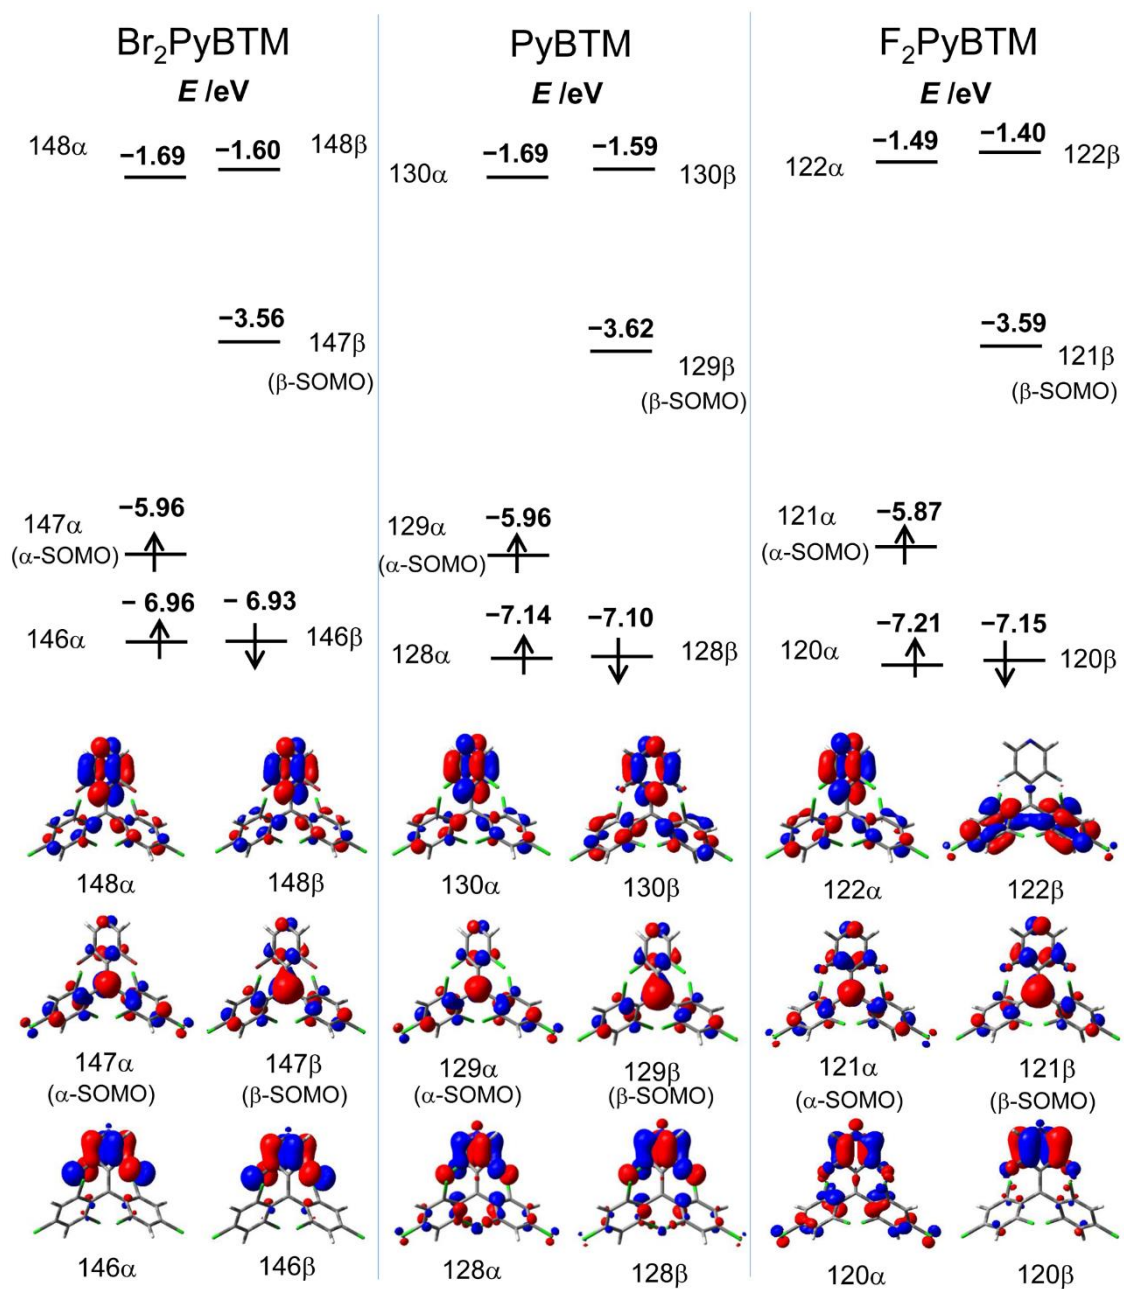 Br₂PyBTM
E /eV
148α −1.69 −1.60 148β
−3.56
147β
(β-SOMO)
147α −5.96
(α-SOMO)
− 6.96 − 6.93
146α 146β
148α 148β
147α 147β
(α-SOMO) (β-SOMO)
146α 146β
PyBTM
E /eV
130α −1.69 −1.59 130β
−3.62
129β
(β-SOMO)
129α −5.96
(α-SOMO)
−7.14 −7.10
128α 128β
130α 130β
129α 129β
(α-SOMO) (β-SOMO)
128α 128β
F₂PyBTM
E /eV
122α −1.49 −1.40 122β
−3.59
121β
(β-SOMO)
121α −5.87
(α-SOMO)
−7.21 −7.15
120α 120β
122α 122β
121α 121β
(α-SOMO) (β-SOMO)
120α 120β